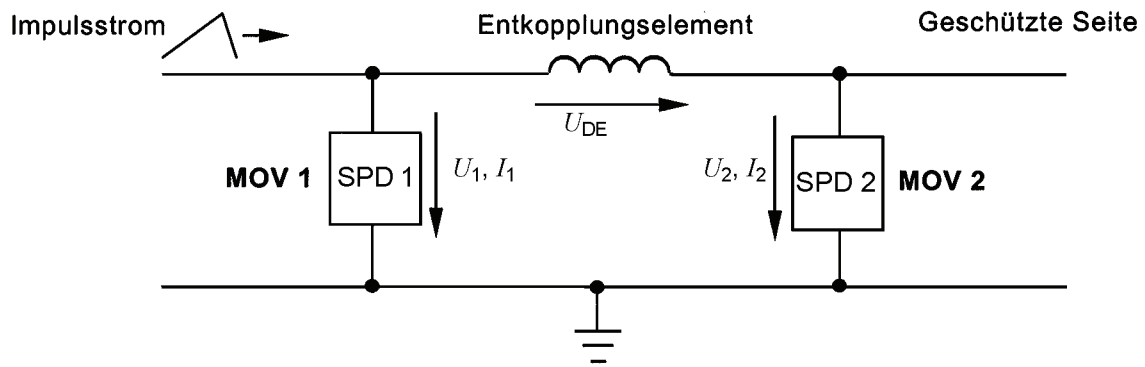 Impulsstrom
Entkopplungselement
Geschützte Seite
U_DE
MOV 1
SPD 1
U_1, I_1
U_2, I_2
SPD 2
MOV 2